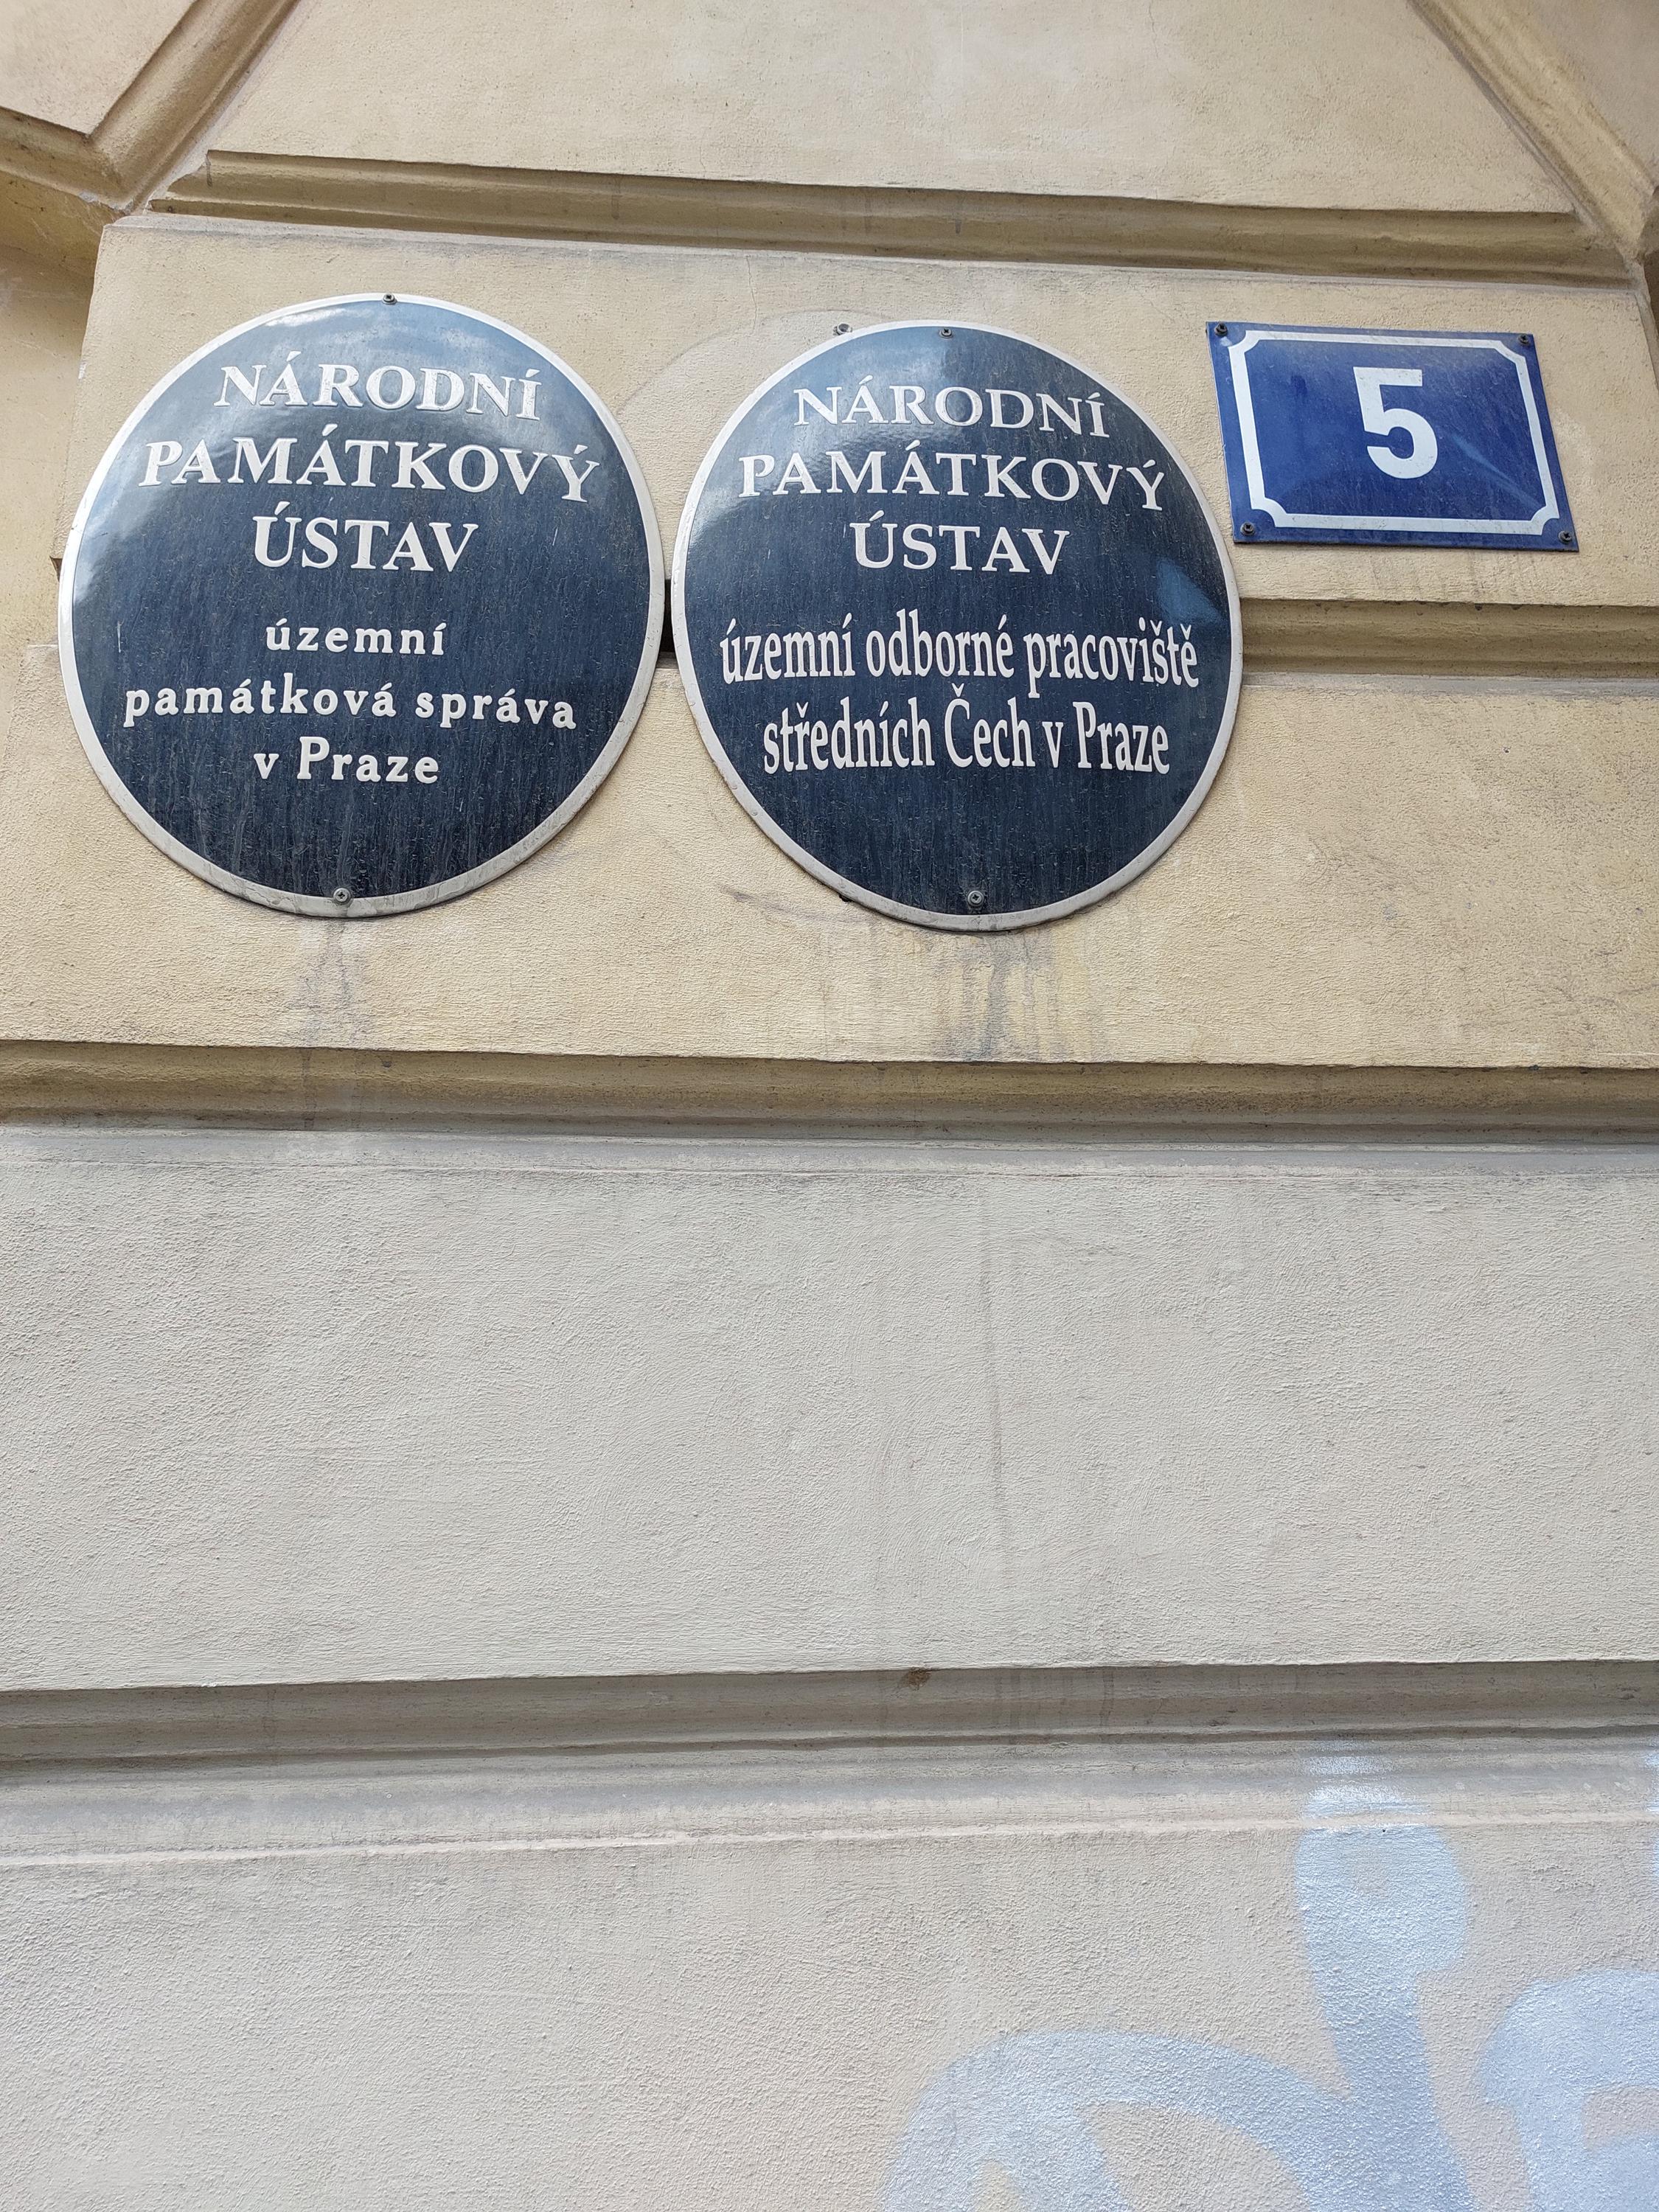 NÁRODNÍ
PAMÁTKOVÝ
ÚSTAV
územní
památková správa
v Praze
NÁRODNÍ
PAMÁTKOVÝ
ÚSTAV
územní odborné pracoviště
středních Čech v Praze
5